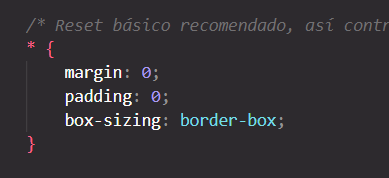 /* Reset básico recomendado, así contr
* {
margin: 0;
padding: 0;
box-sizing: border-box;
}